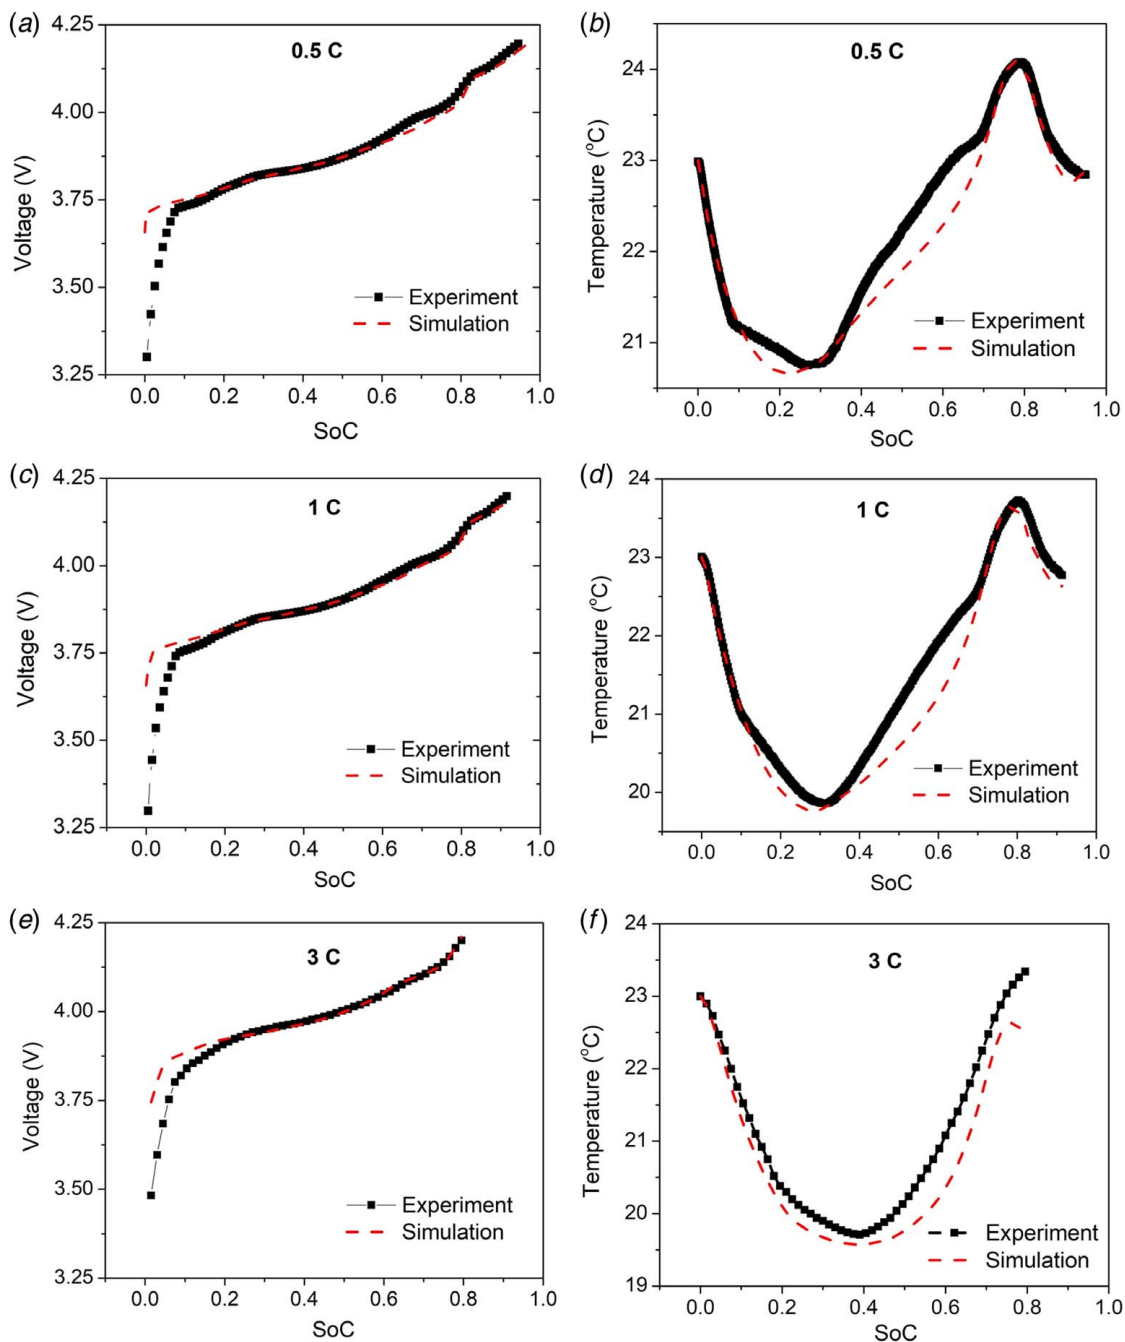 (a)
0.5 C
4.25
4.00
3.75
3.50
3.25
Voltage (V)
Experiment
Simulation
0.0 0.2 0.4 0.6 0.8 1.0
SoC
(b)
0.5 C
24
23
22
21
Temperature (°C)
Experiment
Simulation
0.0 0.2 0.4 0.6 0.8 1.0
SoC
(c)
1 C
4.25
4.00
3.75
3.50
3.25
Voltage (V)
Experiment
Simulation
0.0 0.2 0.4 0.6 0.8 1.0
SoC
(d)
1 C
24
23
22
21
20
Temperature (°C)
Experiment
Simulation
0.0 0.2 0.4 0.6 0.8 1.0
SoC
(e)
3 C
4.25
4.00
3.75
3.50
3.25
Voltage (V)
Experiment
Simulation
0.0 0.2 0.4 0.6 0.8 1.0
SoC
(f)
3 C
24
23
22
21
20
19
Temperature (°C)
Experiment
Simulation
0.0 0.2 0.4 0.6 0.8 1.0
SoC